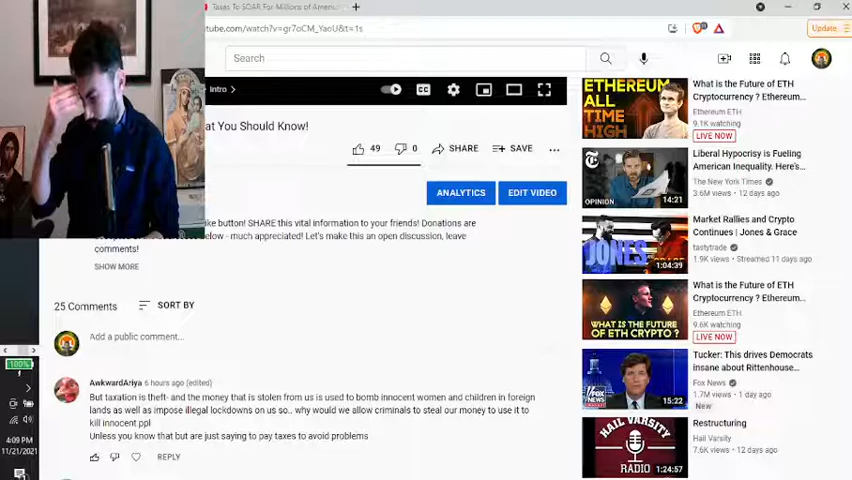 Taxes To SOAR For Millions of Americ
tube.com/watch?v=gr7oCM_YaoU&t=1s
Update
Search
Intro
CC
at You Should Know!
49
0
SHARE
SAVE
ANALYTICS
EDIT VIDEO
ke button! SHARE this vital information to your friends! Donations are
low - much appreciated! Let's make this an open discussion, leave
comments!
SHOW MORE
25 Comments
SORT BY
Add a public comment...
AwkwardAriya 6 hours ago (edited)
But taxation is theft- and the money that is stolen from us is used to bomb innocent women and children in foreign
lands as well as impose illegal lockdowns on us so.. why would we allow criminals to steal our money to use it to
kill innocent ppl
Unless you know that but are just saying to pay taxes to avoid problems
REPLY
ETHEREUM
ALL
TIME
HIGH
What is the Future of ETH
Cryptocurrency ? Ethereum...
Ethereum ETH
9.1K watching
LIVE NOW
OPINION
14:21
Liberal Hypocrisy is Fueling
American Inequality. Here's...
The New York Times
3.6M views • 12 days ago
JONES
1:04:39
Market Rallies and Crypto
Continues | Jones & Grace
tastytrade
1.9K views • Streamed 11 days ago
WHAT IS THE FUTURE
OF ETH CRYPTO?
What is the Future of ETH
Cryptocurrency ? Ethereum...
Ethereum ETH
9.6K watching
LIVE NOW
15:22
Tucker: This drives Democrats
insane about Rittenhouse...
Fox News
1.7M views • 1 day ago
New
HAIL VARSITY
RADIO
1:24:57
Restructuring
Hail Varsity
7.6K views • 12 days ago
100%
4:09 PM
11/21/2021